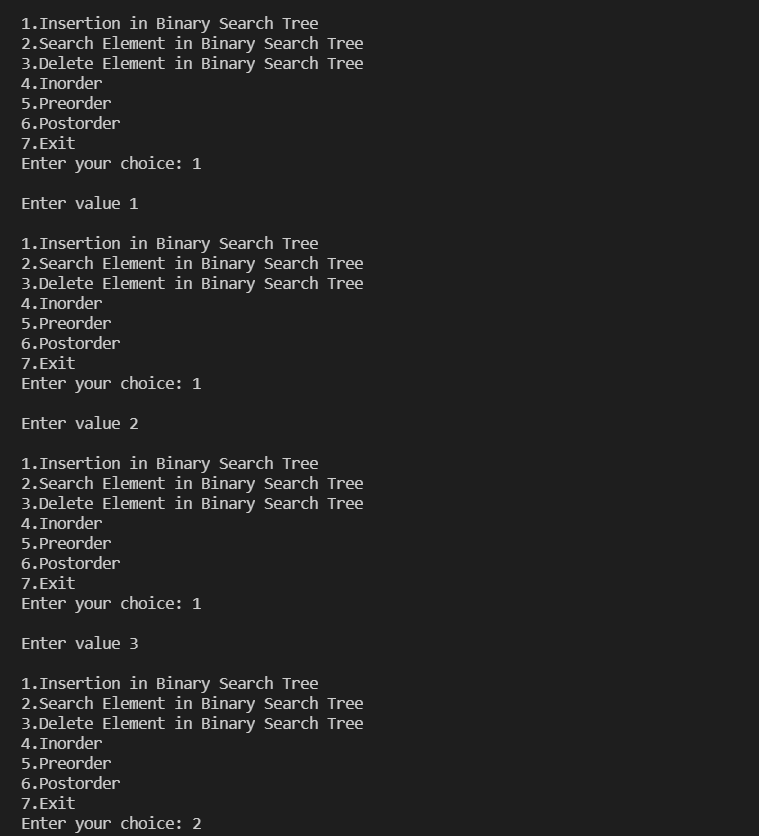 1.Insertion in Binary Search Tree
2.Search Element in Binary Search Tree
3.Delete Element in Binary Search Tree
4.Inorder
5.Preorder
6.Postorder
7.Exit
Enter your choice: 1
Enter value 1
1.Insertion in Binary Search Tree
2.Search Element in Binary Search Tree
3.Delete Element in Binary Search Tree
4.Inorder
5.Preorder
6.Postorder
7.Exit
Enter your choice: 1
Enter value 2
1.Insertion in Binary Search Tree
2.Search Element in Binary Search Tree
3.Delete Element in Binary Search Tree
4.Inorder
5.Preorder
6.Postorder
7.Exit
Enter your choice: 1
Enter value 3
1.Insertion in Binary Search Tree
2.Search Element in Binary Search Tree
3.Delete Element in Binary Search Tree
4.Inorder
5.Preorder
6.Postorder
7.Exit
Enter your choice: 2